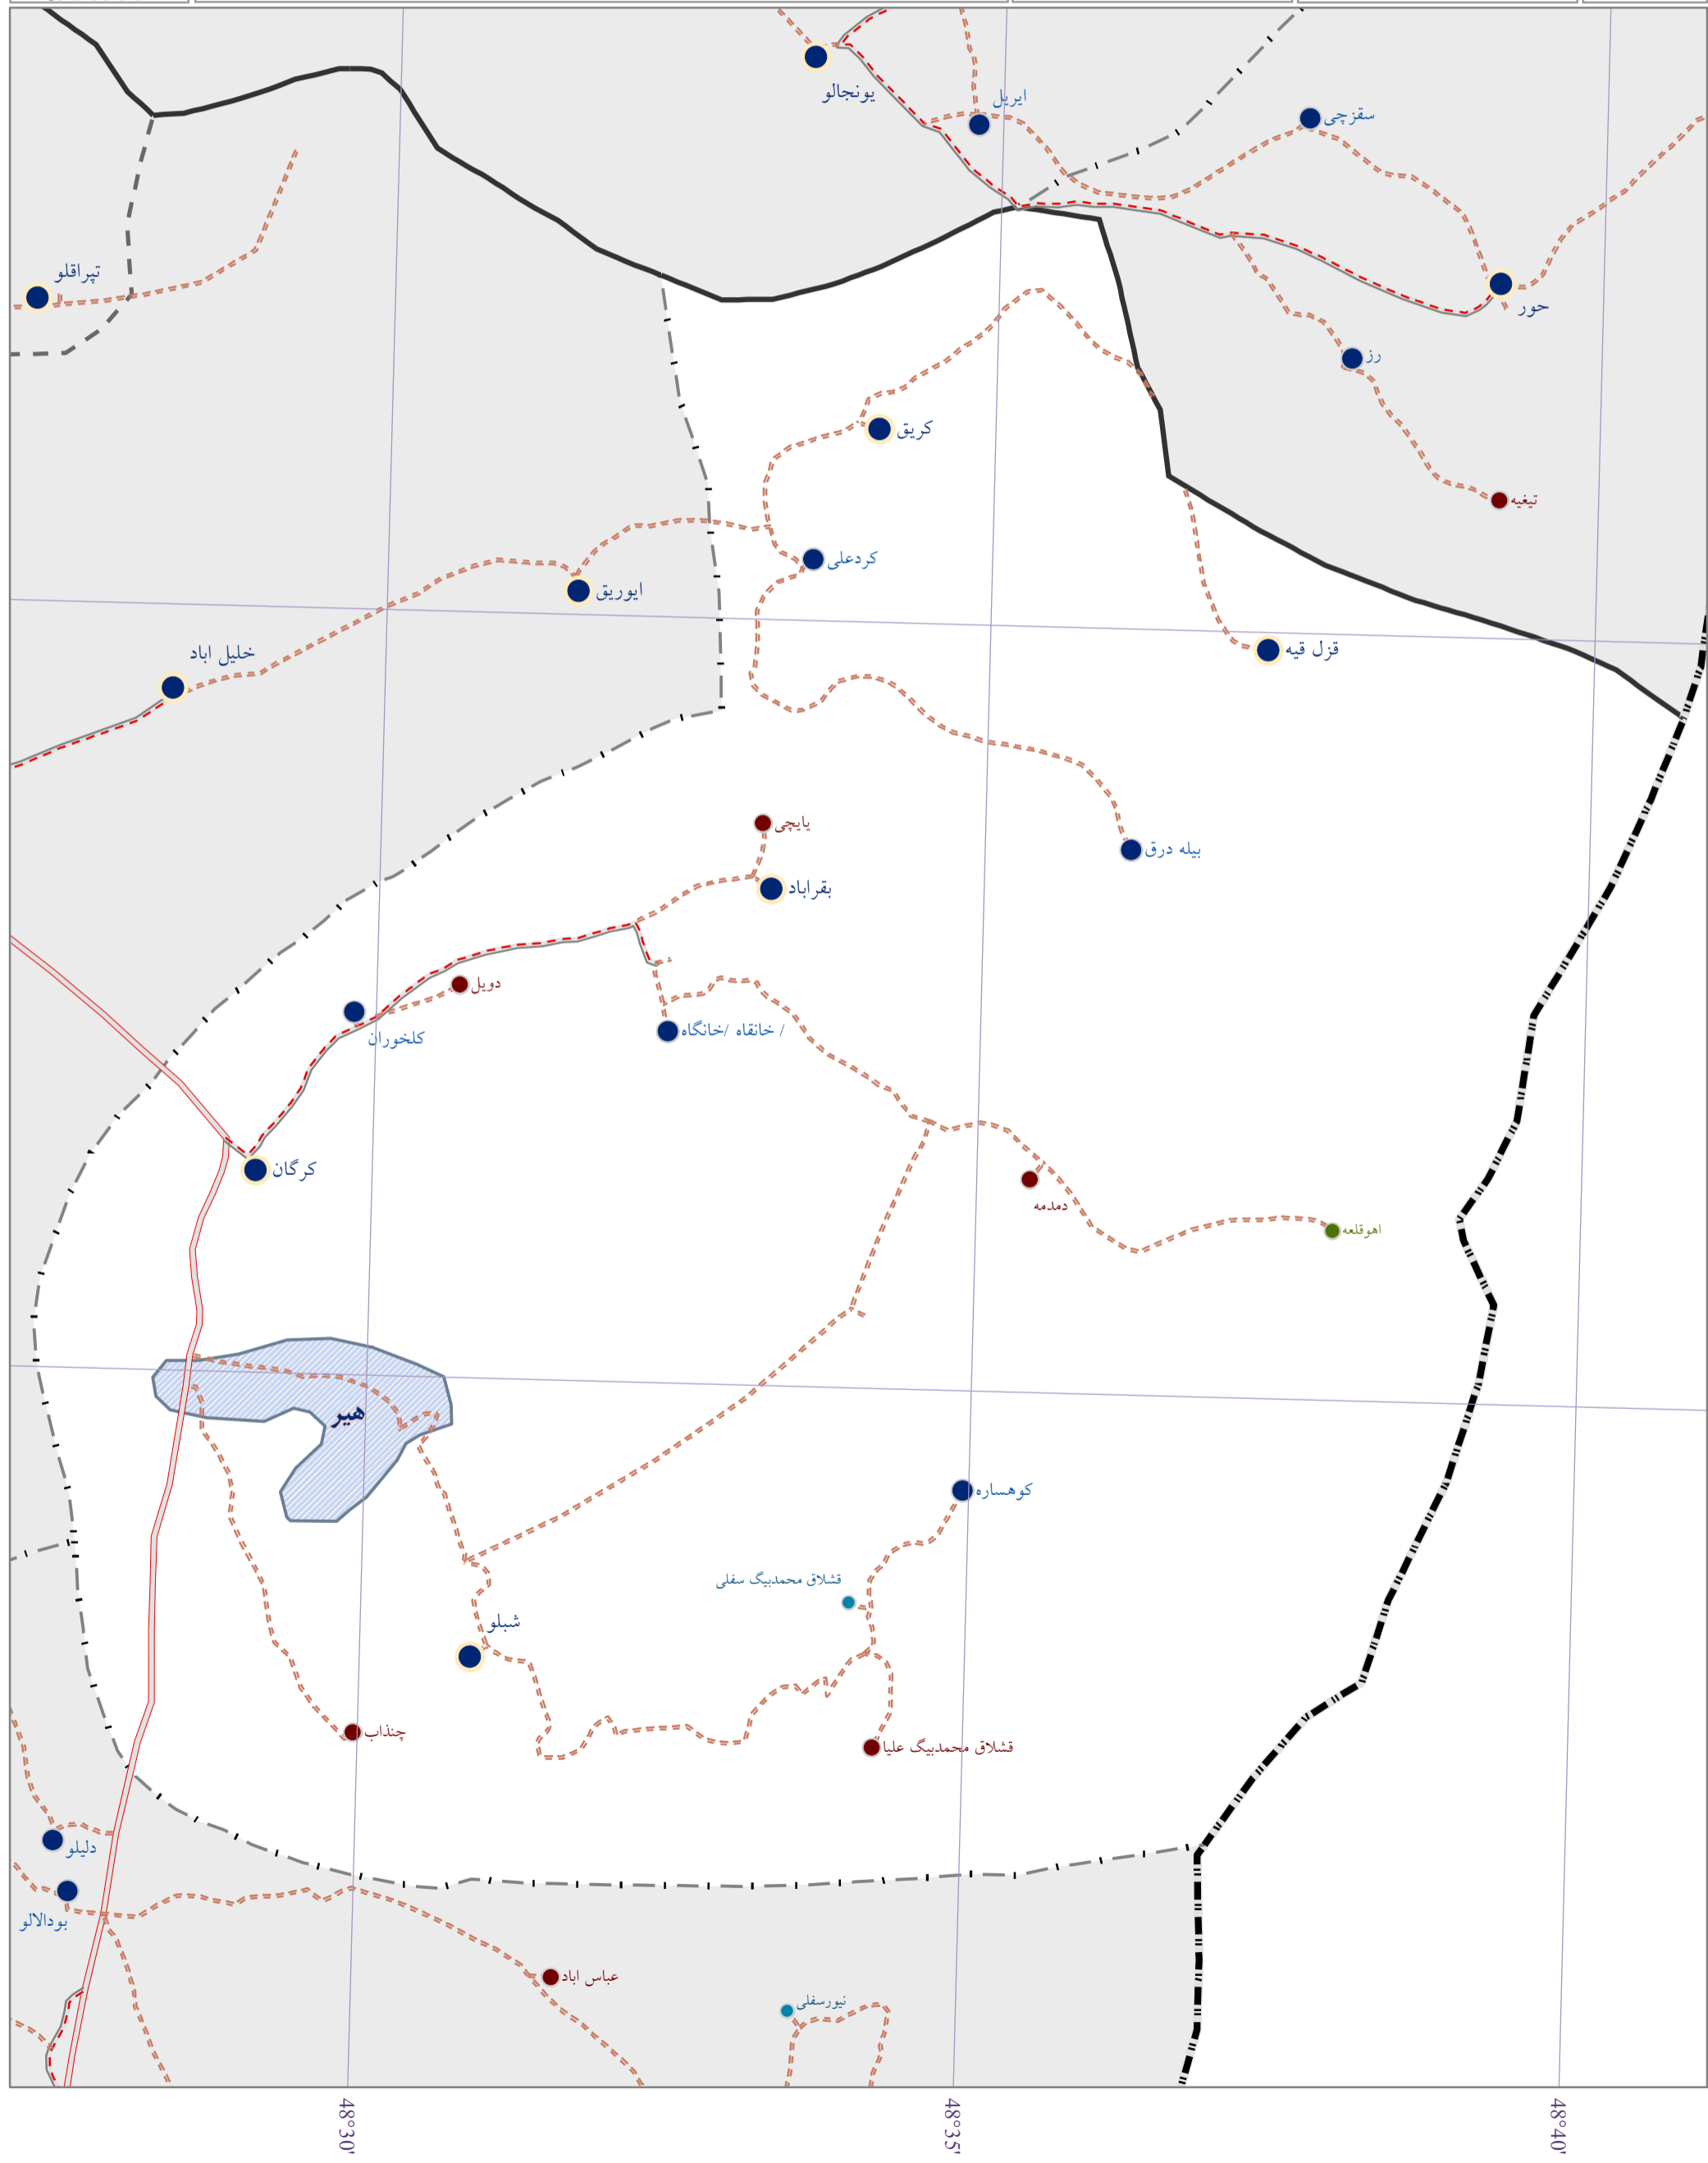 یونجالو
ایریل
سقزچی
تپراقلو
حور
رز
کریق
تیغیه
کردعلی
ایوریق
خلیل اباد
قزل قیه
یایچی
بیله درق
بقراباد
دویل
خانقاه /خانگاه /
کلخوران
کرگان
دمدمه
اهوقلعه
هیر
کوهساره
قشلاق محمدبیگ سفلی
شبلو
چنذاب
قشلاق محمدبیگ علیا
دلیلو
بودالالو
عباس اباد
نیورسفلی
48°30'
48°35'
48°40'